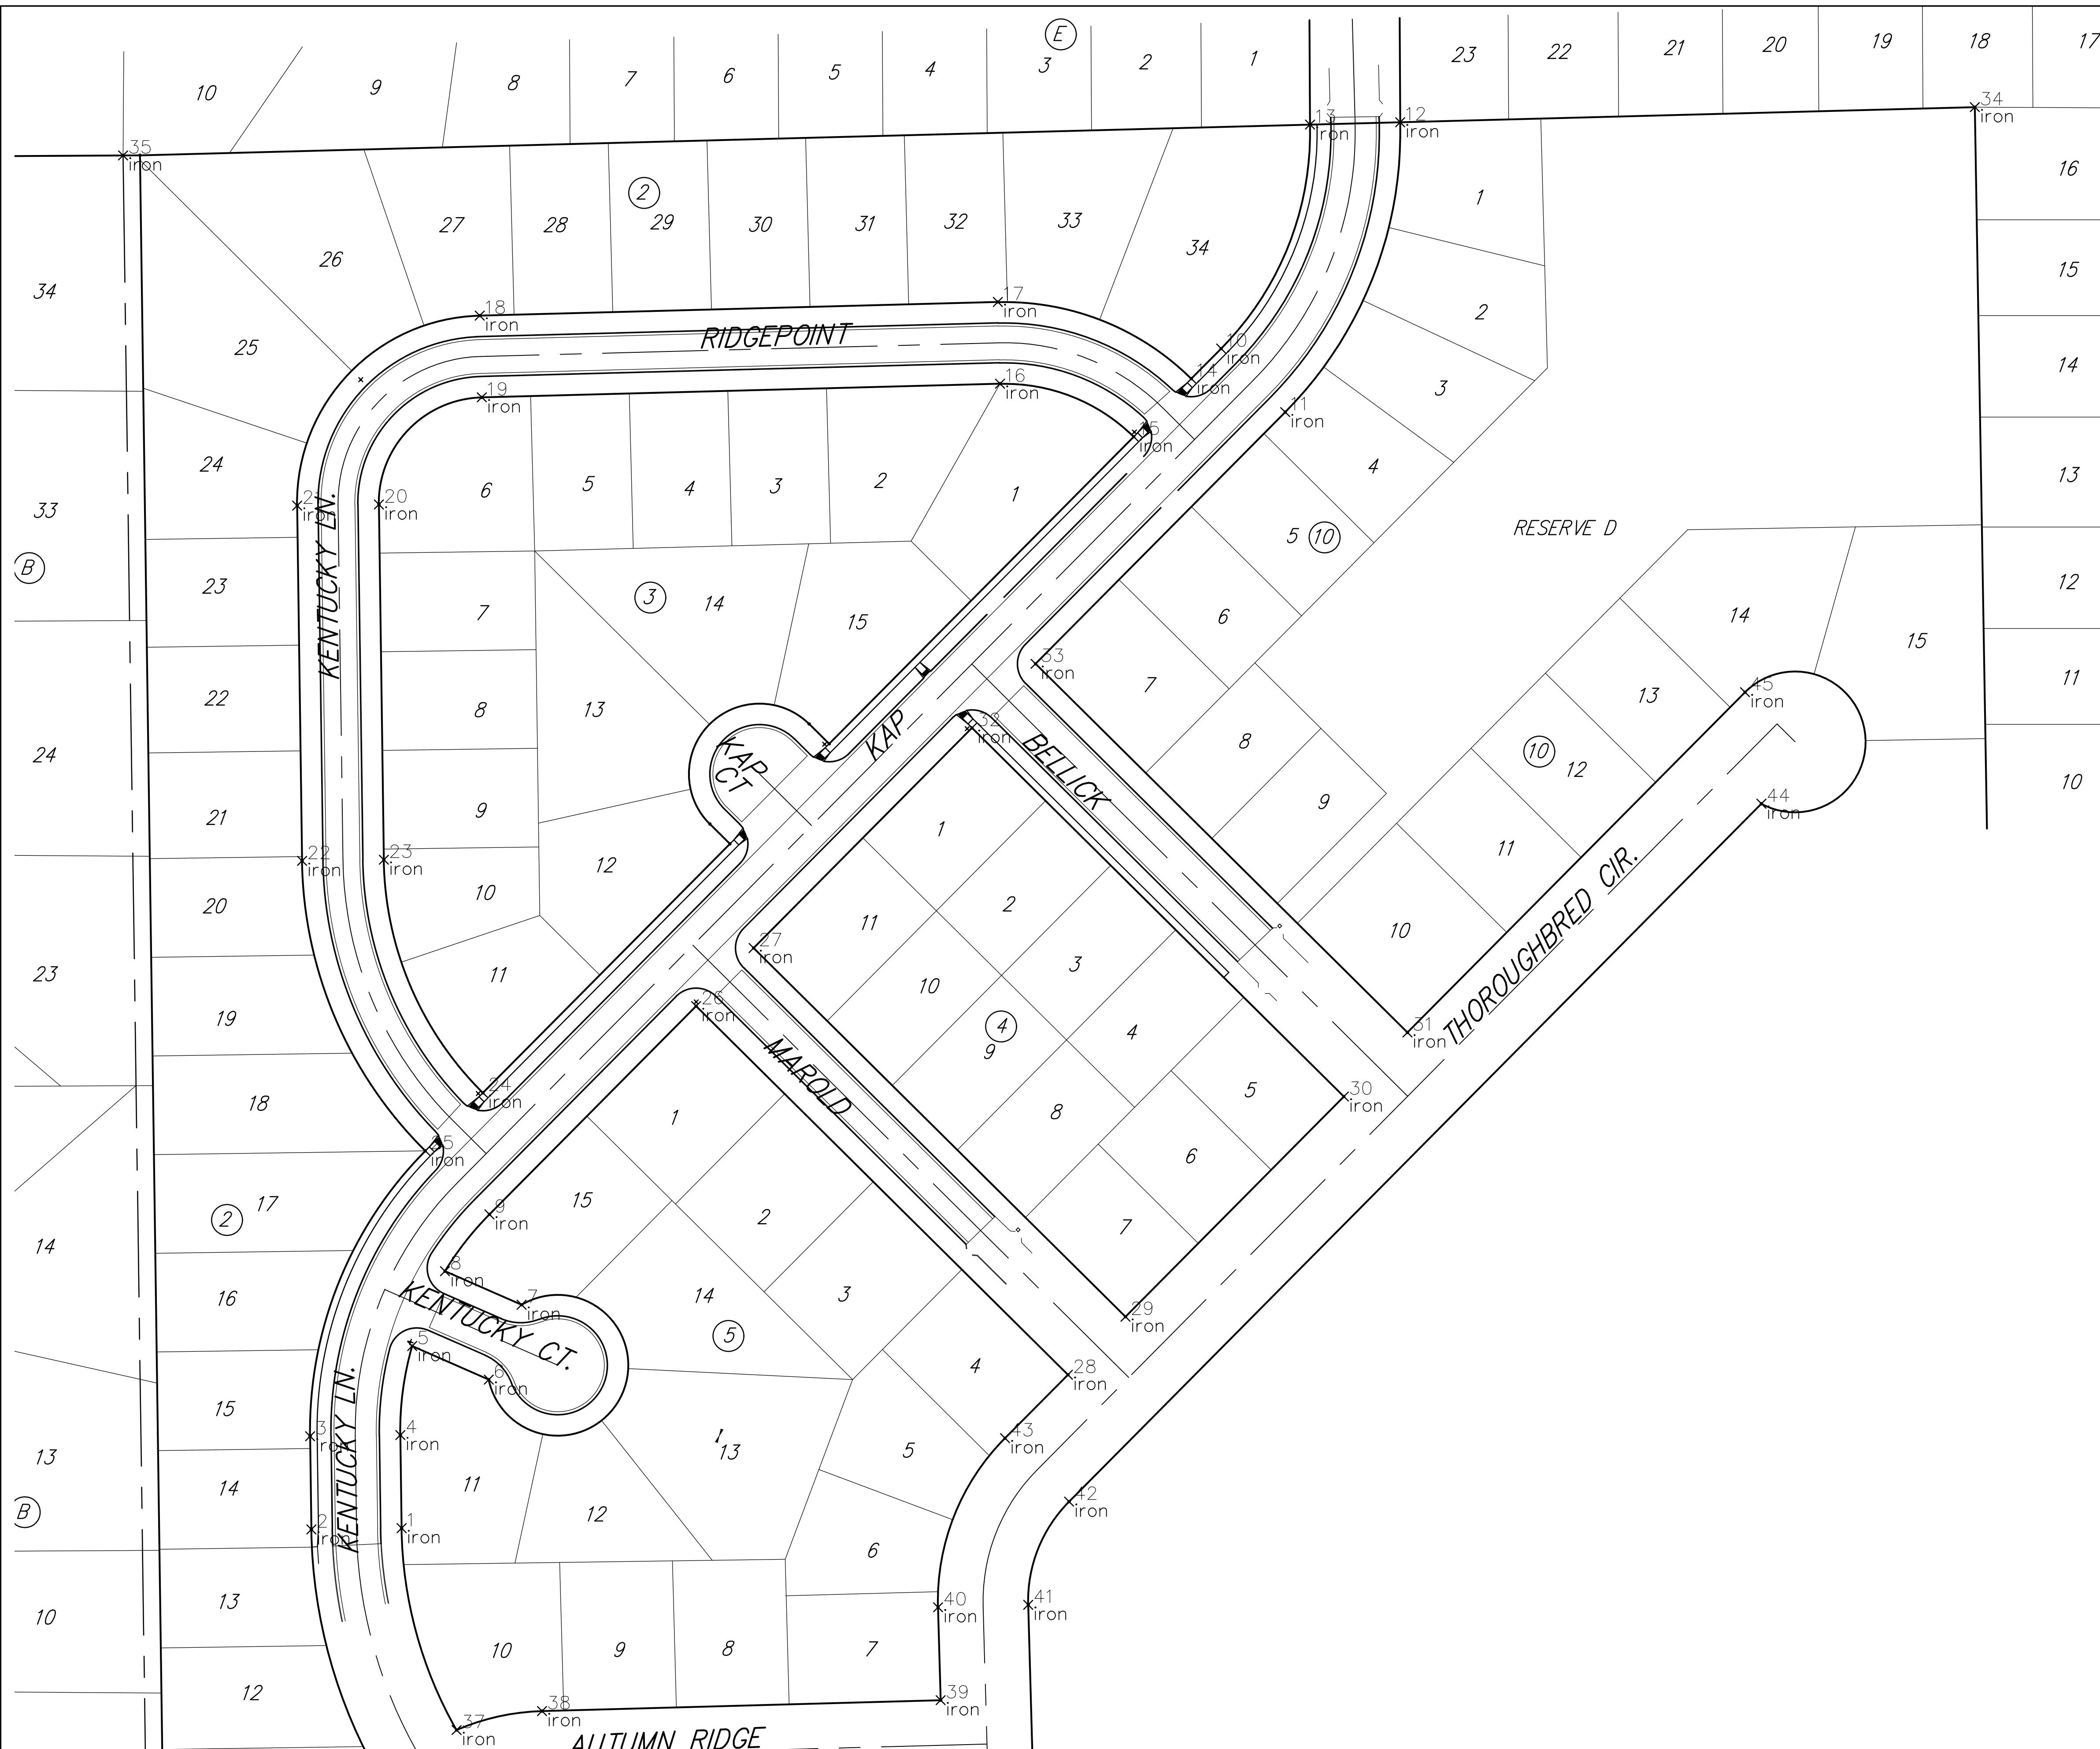 E
10
9
8
7
6
5
4
3
2
1
23
22
21
20
19
18
17
35
iron
13
iron
12
iron
34
iron
34
33
B
24
23
14
13
B
10
16
15
14
13
12
11
10
2
26
27
28
29
30
31
32
33
34
25
24
23
22
21
20
19
18
17
2
16
15
14
13
12
18
iron
17
iron
RIDGEPOINT
10
iron
14
iron
11
iron
19
iron
16
iron
15
iron
21
iron
20
iron
KENTUCKY LN.
6
5
4
3
2
1
7
3
14
15
8
13
9
10
12
11
22
iron
23
iron
KAP
CT
KAP
24
iron
25
iron
1
2
3
4
5
10
6
7
8
9
RESERVE D
33
iron
32
iron
BELLICK
14
15
13
10
12
11
10
45
iron
44
iron
THOROUGHBRED CIR.
31
iron
30
iron
27
iron
26
iron
MAROLD
1
2
11
3
10
4
4
9
8
5
6
7
29
iron
28
iron
43
iron
42
iron
9
iron
8
iron
7
iron
KENTUCKY CT.
5
iron
6
iron
1
15
2
14
3
5
4
5
13
6
12
11
3
iron
4
iron
KENTUCKY LN.
2
iron
1
iron
10
9
8
7
40
iron
41
iron
39
iron
38
iron
37
iron
AUTUMN RIDGE